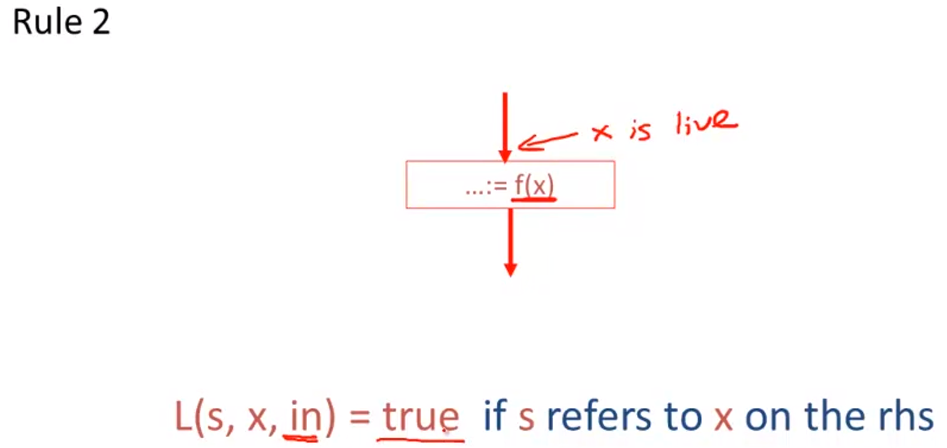 Rule 2
x is live
...:= f(x)
L(s, x, in) = true if s refers to x on the rhs